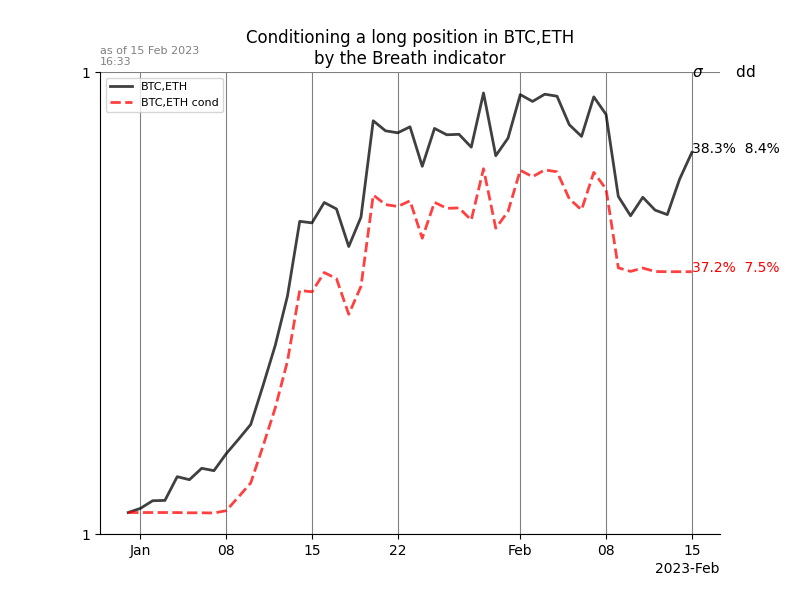 Conditioning a long position in BTC,ETH
by the Breath indicator
as of 15 Feb 2023
16:33
1
σ dd
BTC,ETH
BTC,ETH cond
38.3% 8.4%
37.2% 7.5%
1
Jan 08 15 22 Feb 08 15
2023-Feb